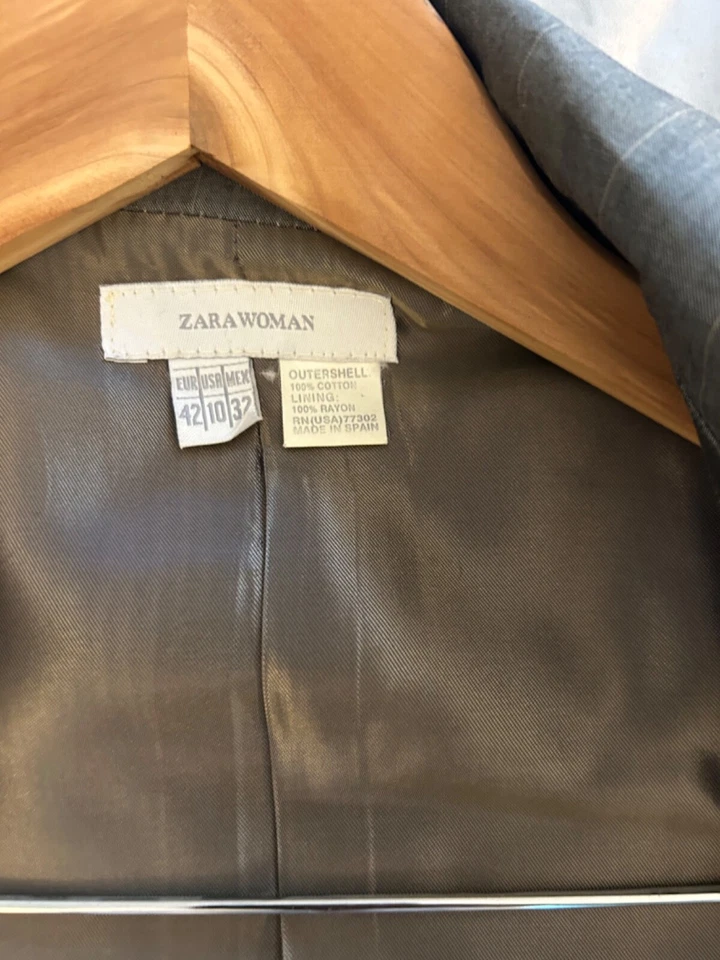 ZARAWOMAN
EUR USA MEX
42 10 32
OUTERSHELL
100% COTTON
LINING:
100% RAYON
RN(USA)77302
MADE IN SPAIN